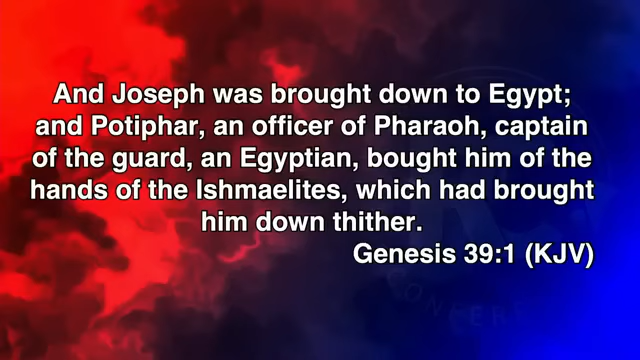 And Joseph was brought down to Egypt;
and Potiphar, an officer of Pharaoh, captain
of the guard, an Egyptian, bought him of the
hands of the Ishmaelites, which had brought
him down thither.
Genesis 39:1 (KJV)